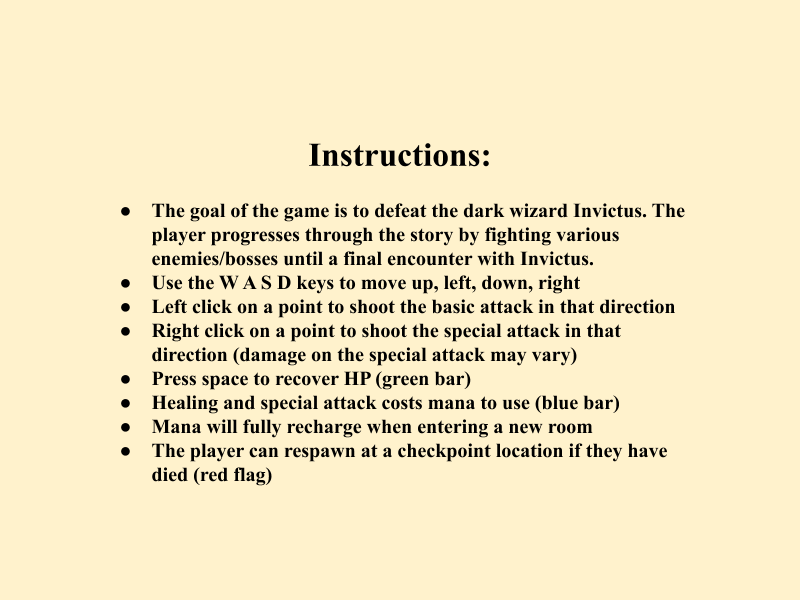 Instructions:
● The goal of the game is to defeat the dark wizard Invictus. The
player progresses through the story by fighting various
enemies/bosses until a final encounter with Invictus.
● Use the W A S D keys to move up, left, down, right
● Left click on a point to shoot the basic attack in that direction
● Right click on a point to shoot the special attack in that
direction (damage on the special attack may vary)
● Press space to recover HP (green bar)
● Healing and special attack costs mana to use (blue bar)
● Mana will fully recharge when entering a new room
● The player can respawn at a checkpoint location if they have
died (red flag)